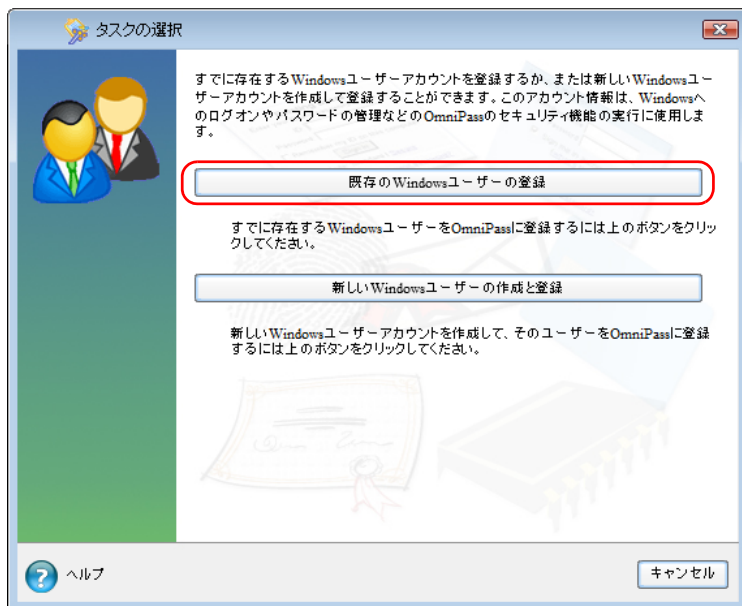 タスクの選択
すでに存在するWindowsユーザーアカウントを登録するか、または新しいWindowsユー
ザーアカウントを作成して登録することができます。このアカウント情報は、Windowsへ
のログオンやパスワードの管理などのOmniPassのセキュリティ機能の実行に使用しま
す。
既存のWindowsユーザーの登録
すでに存在するWindowsユーザーをOmniPassに登録するには上のボタンをクリッ
クしてください。
新しいWindowsユーザーの作成と登録
新しいWindowsユーザーアカウントを作成して、そのユーザーをOmniPassに登録
するには上のボタンをクリックしてください。
ヘルプ
キャンセル